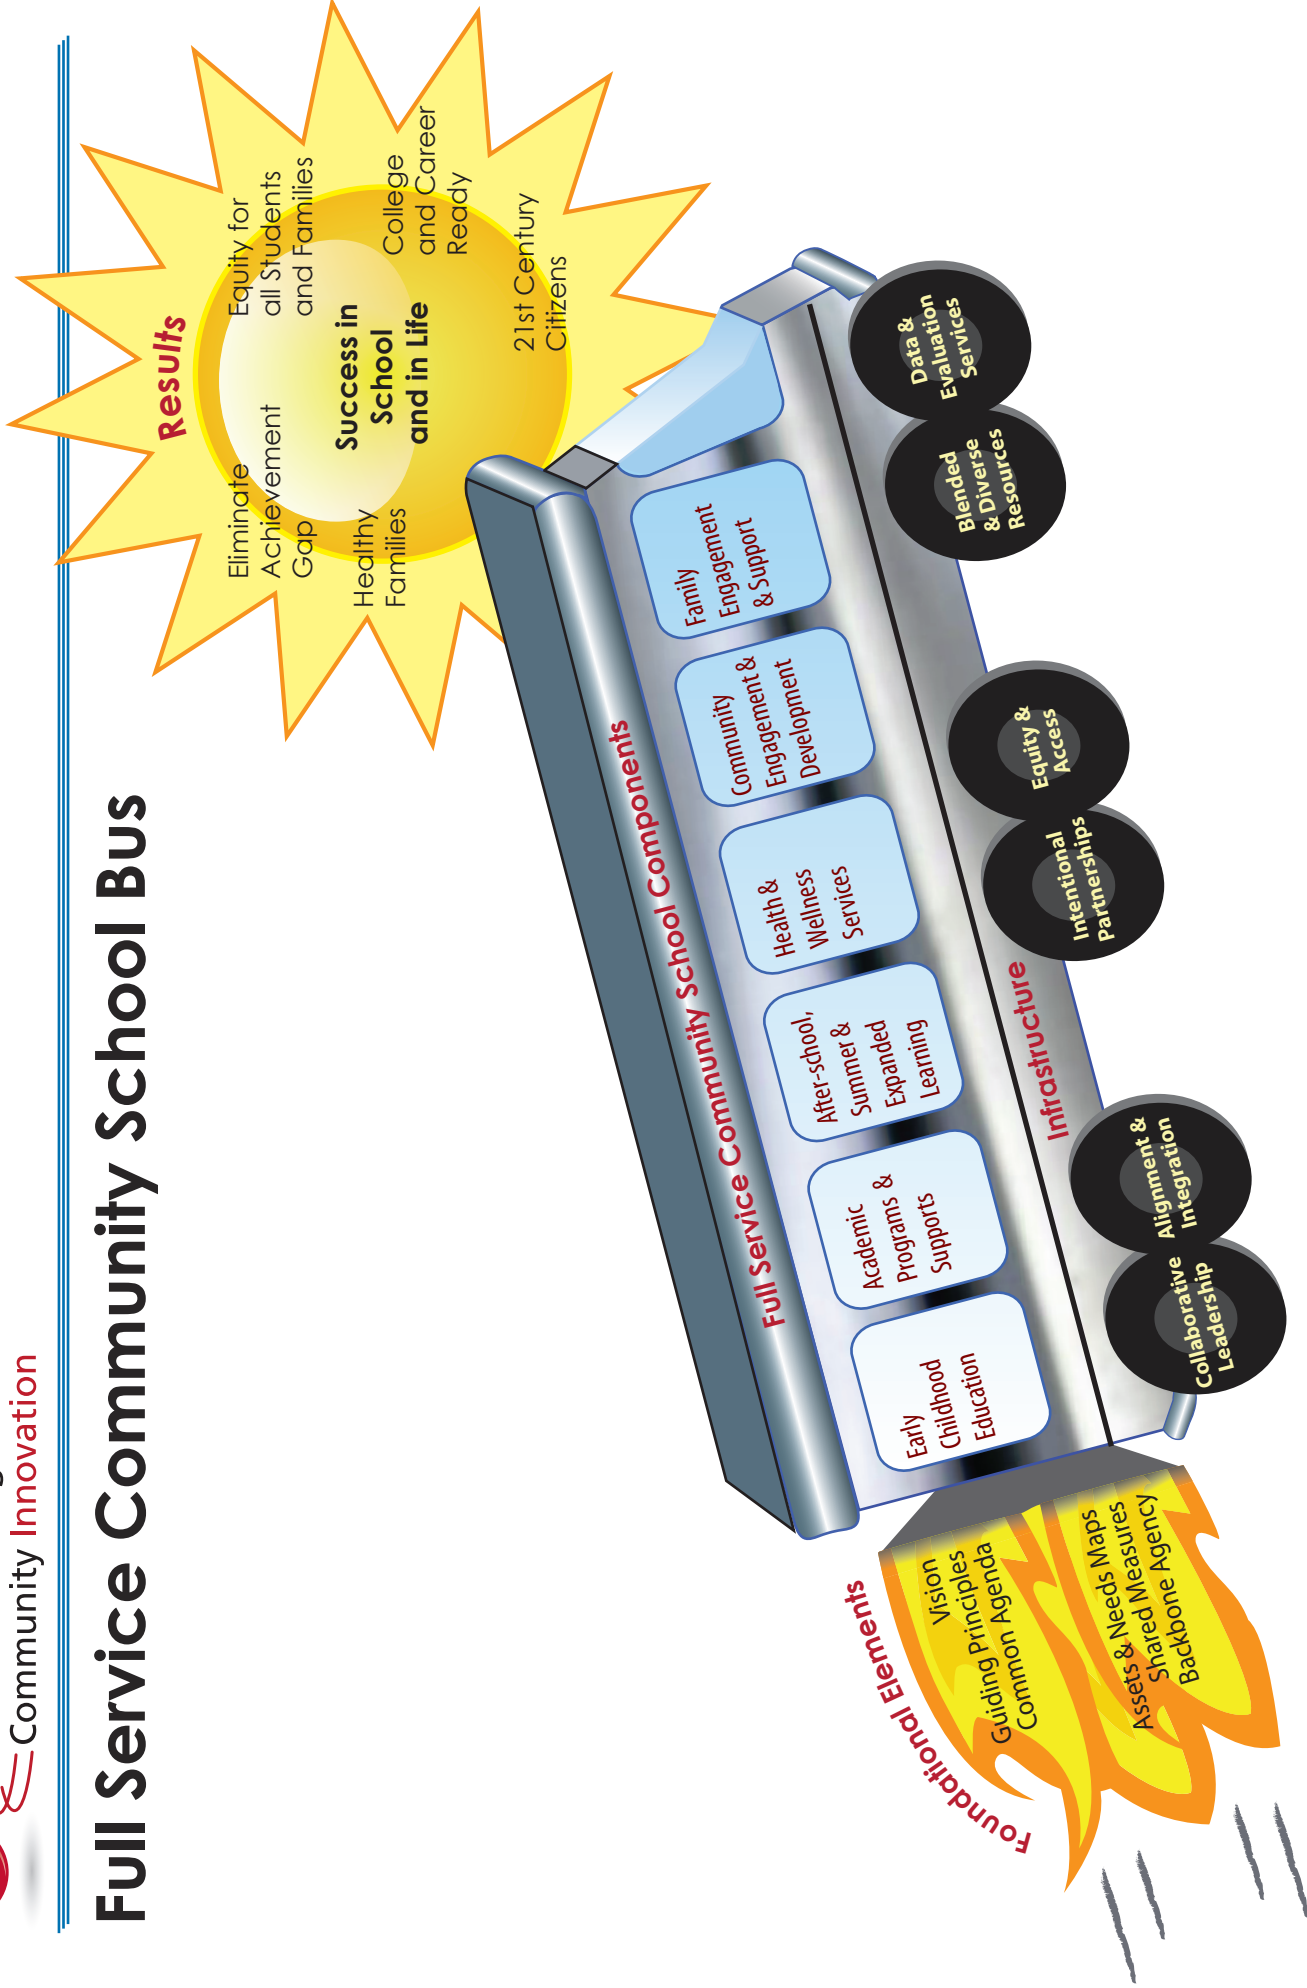 Community Innovation
Full Service Community School Bus
Results
Eliminate
Achievement
Gap
Equity for
all Students
and Families
Healthy
Families
Success in
School
and in Life
College
and Career
Ready
21st Century
Citizens
Full Service Community School Components
Early
Childhood
Education
Academic
Programs &
Supports
After-school,
Summer &
Expanded
Learning
Health &
Wellness
Services
Community
Engagement &
Development
Family
Engagement
& Support
Infrastructure
Collaborative
Leadership
Alignment &
Integration
Intentional
Partnerships
Equity &
Access
Blended
& Diverse
Resources
Data &
Evaluation
Services
Foundational Elements
Vision
Guiding Principles
Common Agenda
Assets & Needs Maps
Shared Measures
Backbone Agency